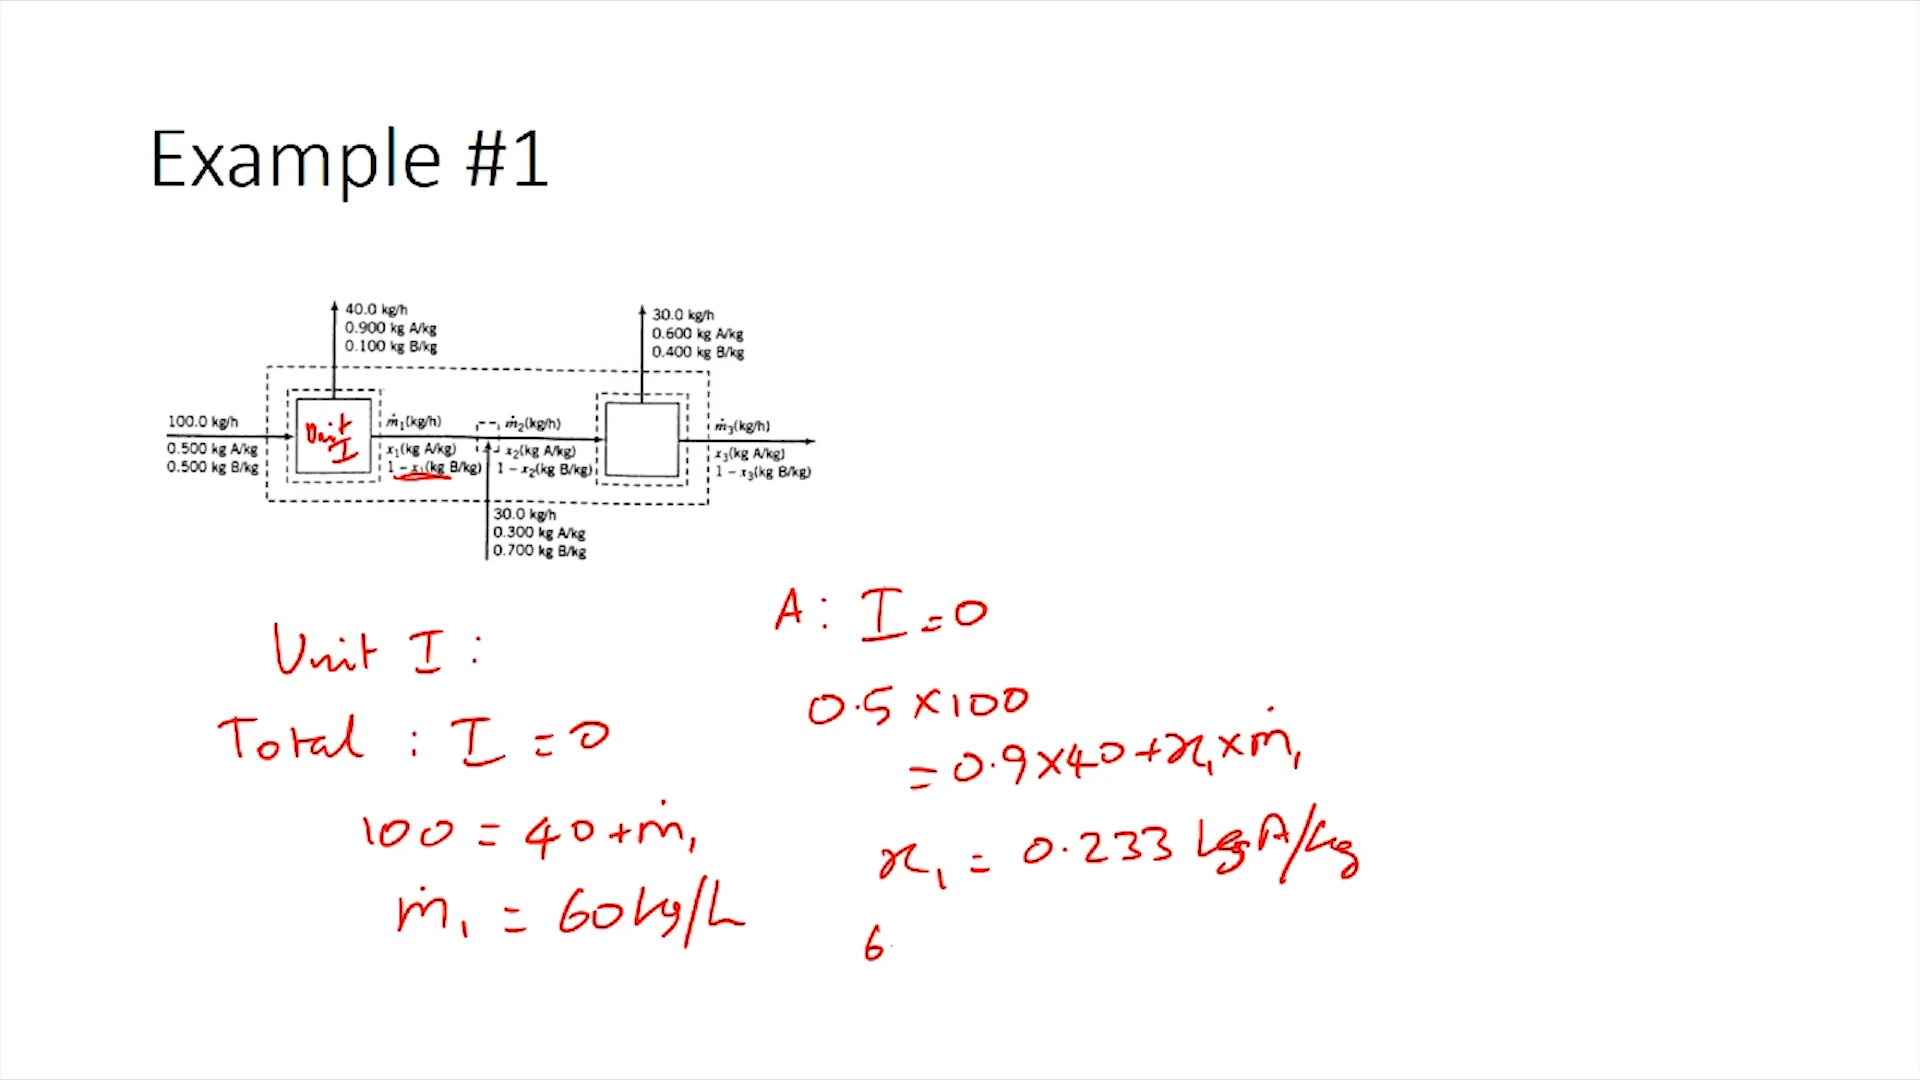 Example #1
40.0 kg/h
0.900 kg A/kg
0.100 kg B/kg
30.0 kg/h
0.600 kg A/kg
0.400 kg B/kg
100.0 kg/h
0.500 kg A/kg
0.500 kg B/kg
Unit
I
ṁ₁(kg/h)
x₁(kg A/kg)
1 − x₁(kg B/kg)
ṁ₂(kg/h)
x₂(kg A/kg)
1 − x₂(kg B/kg)
ṁ₃(kg/h)
x₃(kg A/kg)
1 − x₃(kg B/kg)
30.0 kg/h
0.300 kg A/kg
0.700 kg B/kg
Unit I :
Total : I = 0
100 = 40 + ṁ₁
ṁ₁ = 60 kg/h
A : I = 0
0.5 × 100
= 0.9 × 40 + x₁ × ṁ₁
x₁ = 0.233 kg A/kg
6